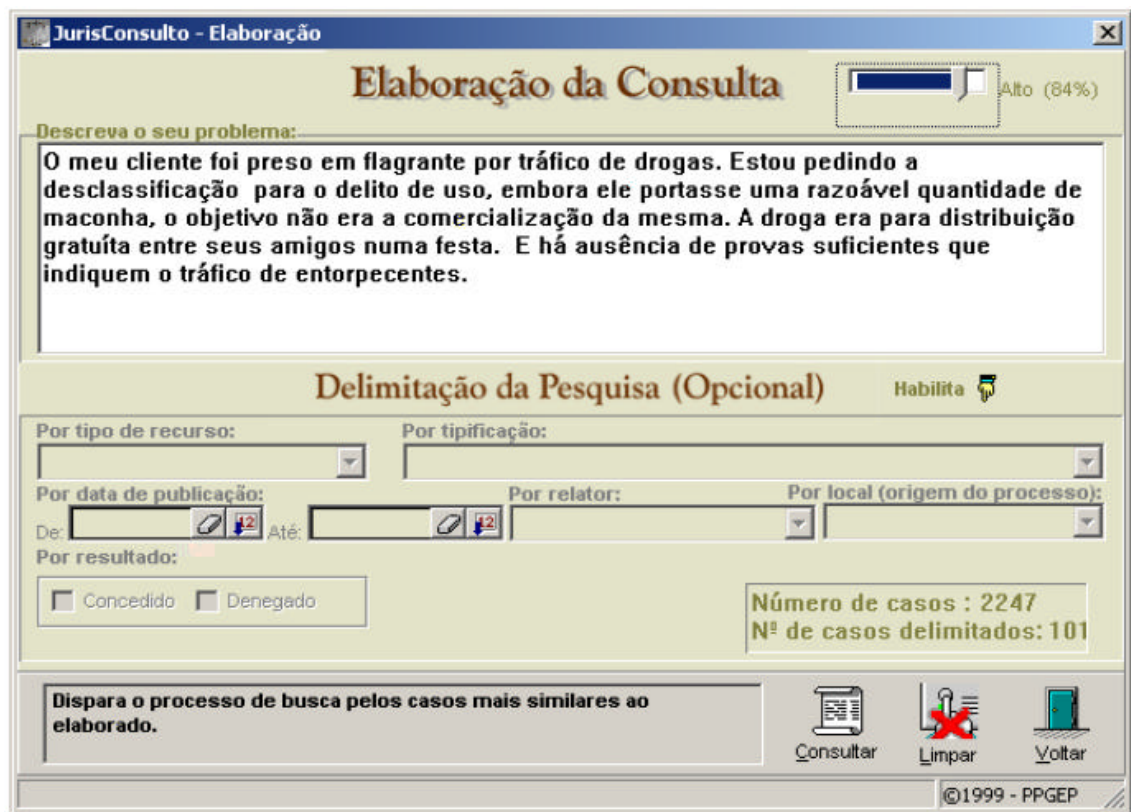 JurisConsulto - Elaboração
Elaboração da Consulta
Alto (84%)
Descreva o seu problema:
O meu cliente foi preso em flagrante por tráfico de drogas. Estou pedindo a
desclassificação para o delito de uso, embora ele portasse uma razoável quantidade de
maconha, o objetivo não era a comercialização da mesma. A droga era para distribuição
gratuíta entre seus amigos numa festa. E há ausência de provas suficientes que
indiquem o tráfico de entorpecentes.
Delimitação da Pesquisa (Opcional)
Habilita
Por tipo de recurso:
Por tipificação:
Por data de publicação:
Por relator:
Por local (origem do processo):
De:
12
Até:
12
Por resultado:
Concedido
Denegado
Número de casos : 2247
Nº de casos delimitados: 101
Dispara o processo de busca pelos casos mais similares ao
elaborado.
Consultar
Limpar
Voltar
©1999 - PPGEP